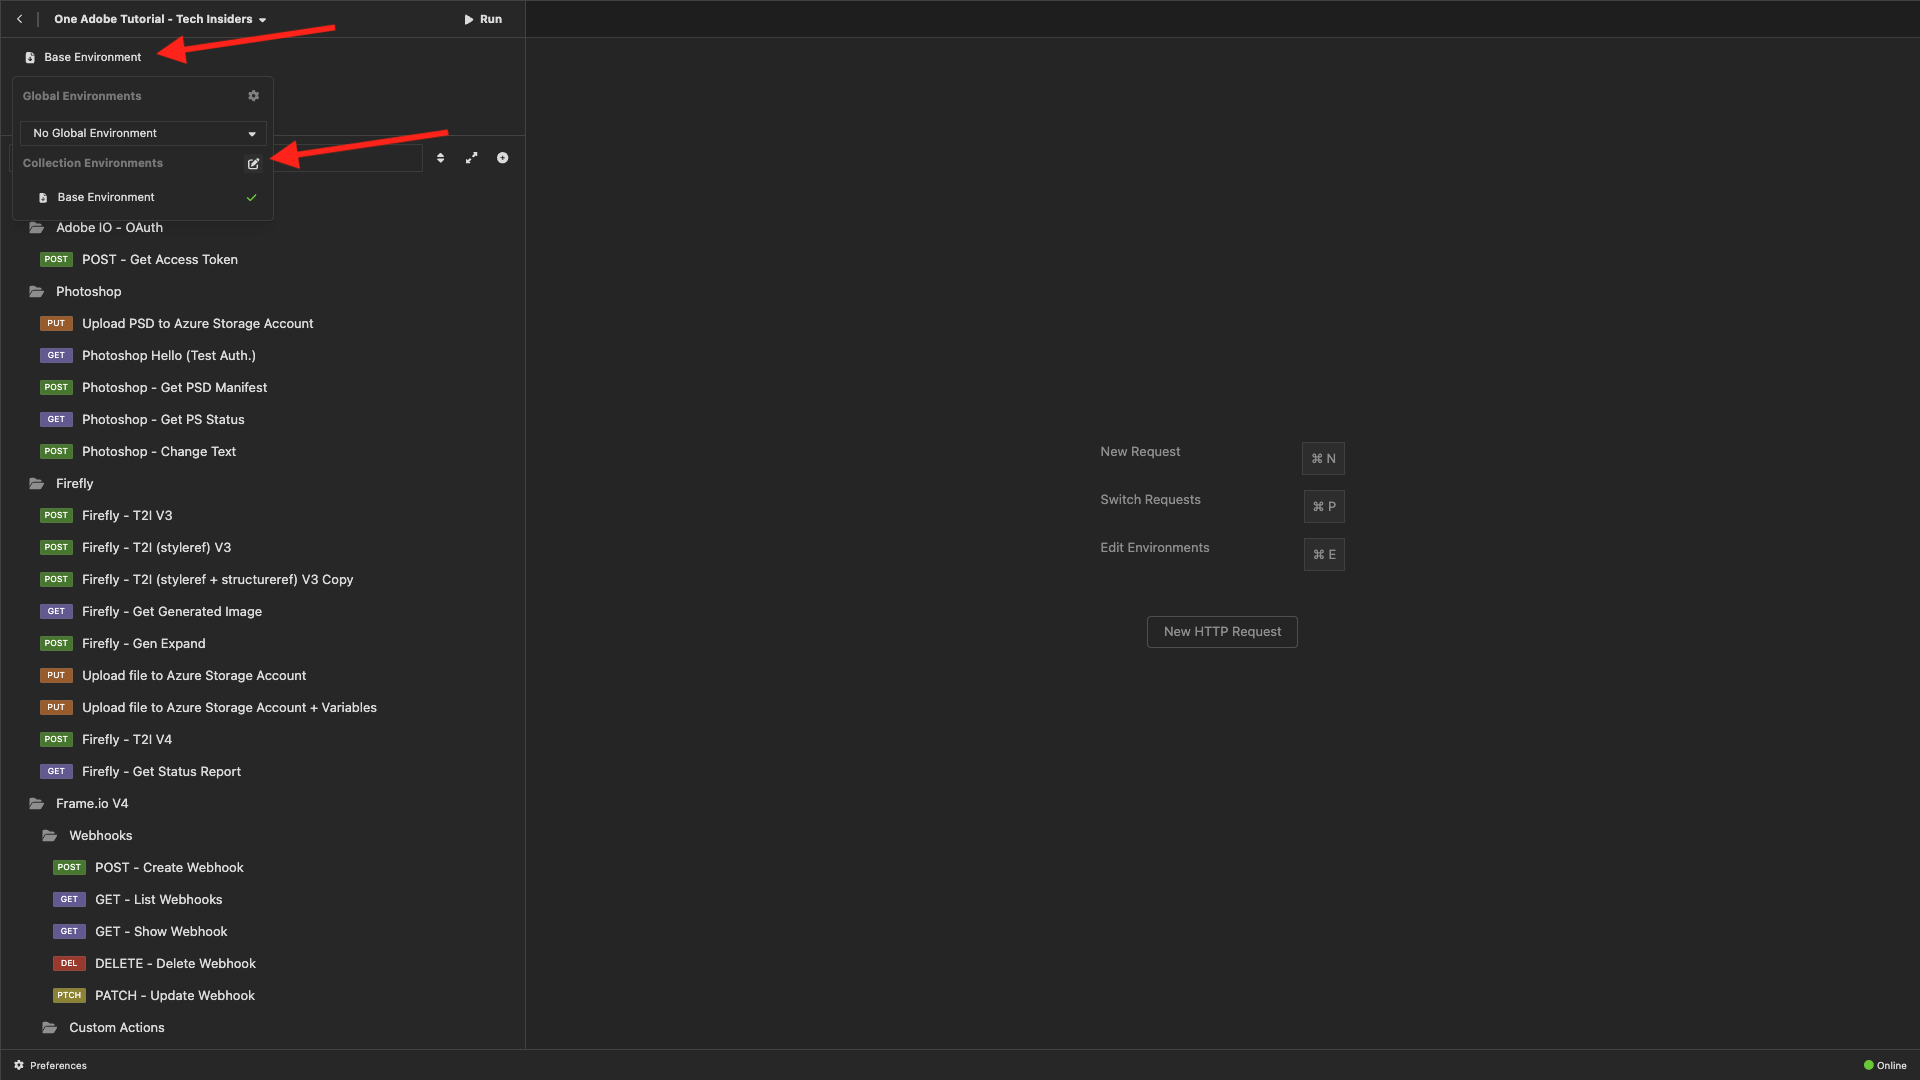 One Adobe Tutorial - Tech Insiders
Run
Base Environment
Global Environments
No Global Environment
Collection Environments
Base Environment
Adobe IO - OAuth
POST POST - Get Access Token
Photoshop
PUT Upload PSD to Azure Storage Account
GET Photoshop Hello (Test Auth.)
POST Photoshop - Get PSD Manifest
GET Photoshop - Get PS Status
POST Photoshop - Change Text
Firefly
POST Firefly - T2I V3
POST Firefly - T2I (styleref) V3
POST Firefly - T2I (styleref + structureref) V3 Copy
GET Firefly - Get Generated Image
POST Firefly - Gen Expand
PUT Upload file to Azure Storage Account
PUT Upload file to Azure Storage Account + Variables
POST Firefly - T2I V4
GET Firefly - Get Status Report
Frame.io V4
Webhooks
POST POST - Create Webhook
GET GET - List Webhooks
GET GET - Show Webhook
DEL DELETE - Delete Webhook
PTCH PATCH - Update Webhook
Custom Actions
New Request ⌘ N
Switch Requests ⌘ P
Edit Environments ⌘ E
New HTTP Request
Preferences
Online